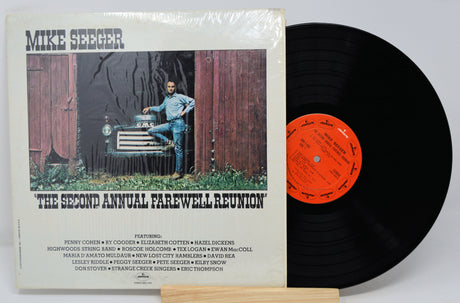 MIKE SEEGER
'THE SECOND ANNUAL FAREWELL REUNION'
FEATURING:
PENNY COHEN • RY COODER • ELIZABETH COTTEN • HAZEL DICKENS
HIGHWOODS STRING BAND • ROSCOE HOLCOMB • TEX LOGAN • EWAN MacCOLL
MARIA D'AMATO MULDAUR • NEW LOST CITY RAMBLERS • DAVID REA
LESLEY RIDDLE • PEGGY SEEGER • PETE SEEGER • KILBY SNOW
DON STOVER • STRANGE CREEK SINGERS • ERIC THOMPSON